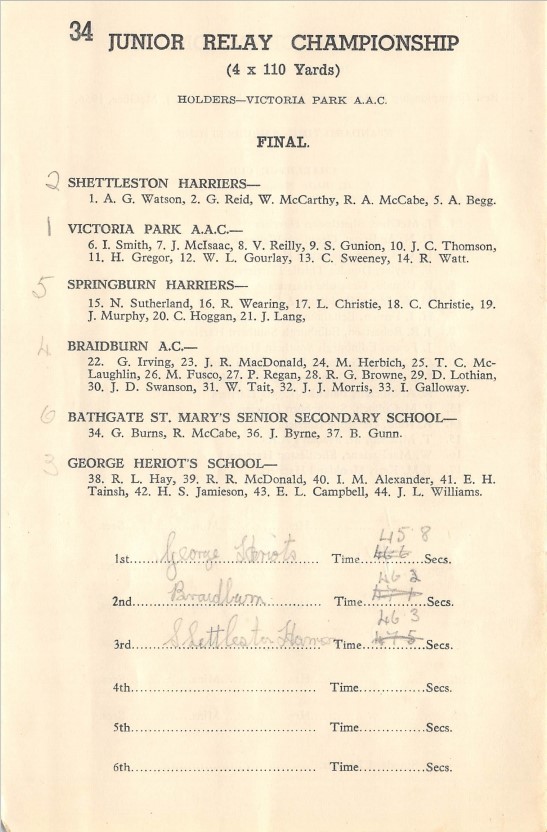 34 JUNIOR RELAY CHAMPIONSHIP
(4 x 110 Yards)
HOLDERS—VICTORIA PARK A.A.C.
FINAL.
2 SHETTLESTON HARRIERS—
1. A. G. Watson, 2. G. Reid, W. McCarthy, R. A. McCabe, 5. A. Begg.
1 VICTORIA PARK A.A.C.—
6. I. Smith, 7. J. McIsaac, 8. V. Reilly, 9. S. Gunion, 10. J. C. Thomson,
11. H. Gregor, 12. W. L. Gourlay, 13. C. Sweeney, 14. R. Watt.
5 SPRINGBURN HARRIERS—
15. N. Sutherland, 16. R. Wearing, 17. L. Christie, 18. C. Christie, 19.
J. Murphy, 20. C. Hoggan, 21. J. Lang,
4 BRAIDBURN A.C.—
22. G. Irving, 23. J. R. MacDonald, 24. M. Herbich, 25. T. C. Mc-
Laughlin, 26. M. Fusco, 27. P. Regan, 28. R. G. Browne, 29. D. Lothian,
30. J. D. Swanson, 31. W. Tait, 32. J. J. Morris, 33. I. Galloway.
6 BATHGATE ST. MARY'S SENIOR SECONDARY SCHOOL—
34. G. Burns, R. McCabe, 36. J. Byrne, 37. B. Gunn.
3 GEORGE HERIOT'S SCHOOL—
38. R. L. Hay, 39. R. R. McDonald, 40. I. M. Alexander, 41. E. H.
Tainsh, 42. H. S. Jamieson, 43. E. L. Campbell, 44. J. L. Williams.
45 8
1st. George Heriots Time 46 6 Secs.
46 2
2nd. Braidburn Time 47 1 Secs.
46 3
3rd. Shettleston Time 47 5 Secs.
4th. Time Secs.
5th. Time Secs.
6th. Time Secs.